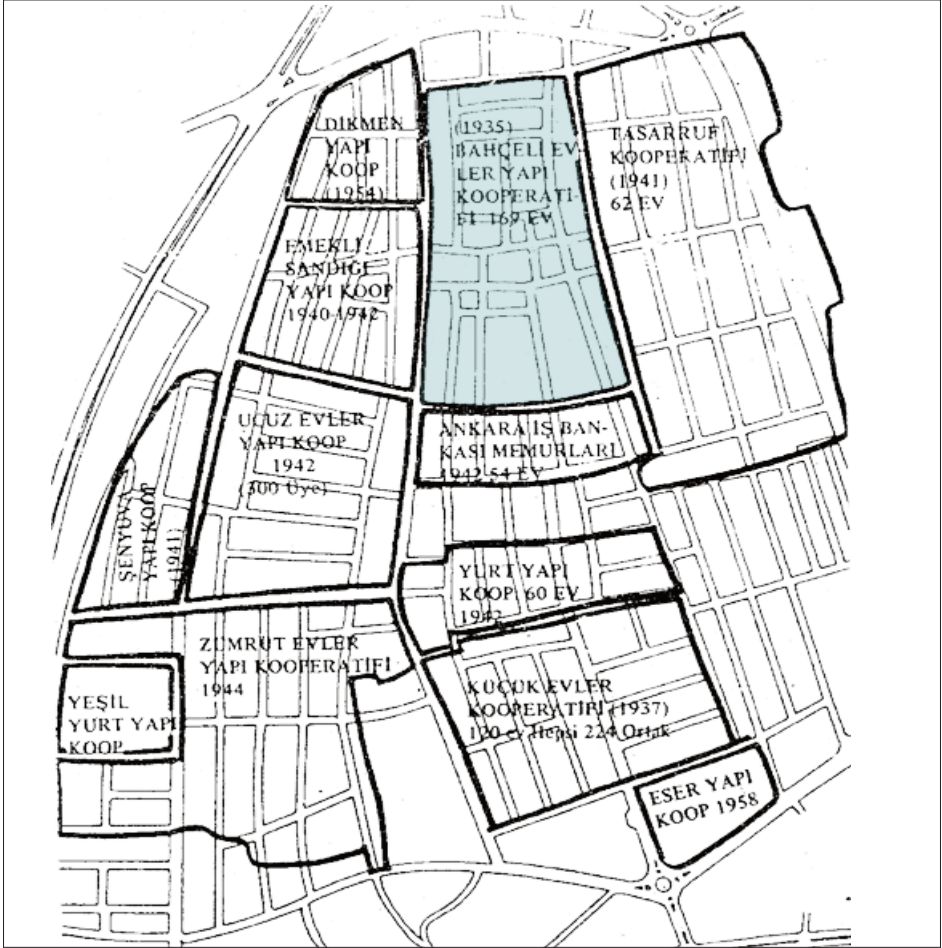 DİKMEN
YAPI
KOOP
(1954)
(1935)
BAHÇELİ EV-
LER YAPI
KOOPERATİ-
Fİ 169 EV
TASARRUF
KOOPERATİFİ
(1941)
62 EV
EMEKLİ
SANDIĞI
YAPI KOOP
1940-1942
UCUZ EVLER
YAPI KOOP
1942
(300 Üye)
ANKARA İŞ BAN-
KASI MEMURLARI
1942 54 EV
ŞENYUVA
YAPI KOOP
(1941)
YURT YAPI
KOOP. 60 EV
1942
ZÜMRÜT EVLER
YAPI KOOPERATİFİ
1944
YEŞİL
YURT YAPI
KOOP
KÜÇÜK EVLER
KOOPERATİFİ (1937)
120 ev Hepsi 224 Ortak
ESER YAPI
KOOP 1958